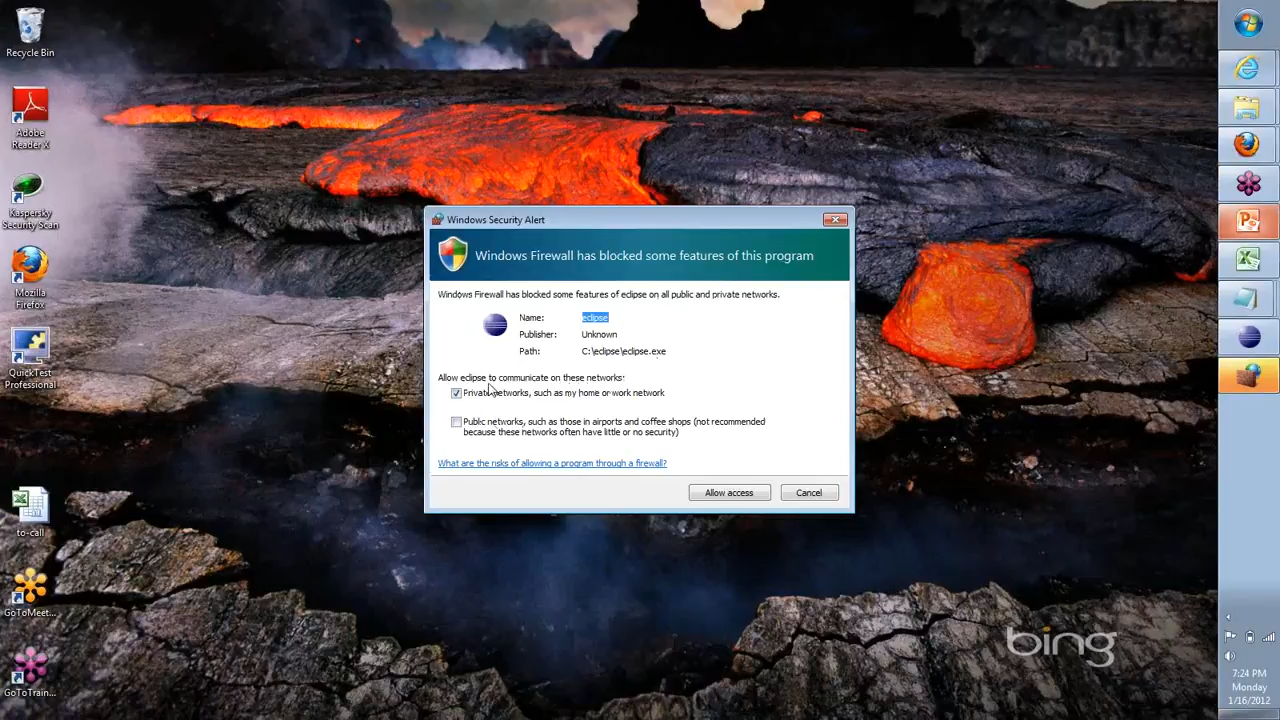 Recycle Bin
Adobe
Reader X
Kaspersky
Security Scan
Mozilla
Firefox
QuickTest
Professional
to-call
GoToMeet...
GoToTrain...
Windows Security Alert
Windows Firewall has blocked some features of this program
Windows Firewall has blocked some features of eclipse on all public and private networks.
Name: eclipse
Publisher: Unknown
Path: C:\eclipse\eclipse.exe
Allow eclipse to communicate on these networks:
Private networks, such as my home or work network
Public networks, such as those in airports and coffee shops (not recommended
because these networks often have little or no security)
What are the risks of allowing a program through a firewall?
Allow access
Cancel
bing
7:24 PM
Monday
1/16/2012